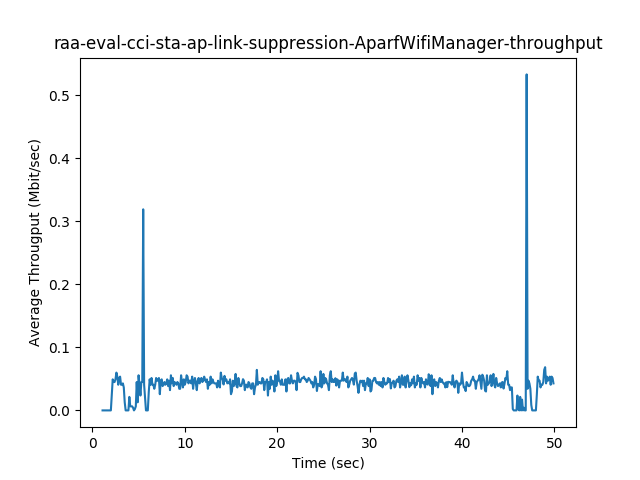 raa-eval-cci-sta-ap-link-suppression-AparfWifiManager-throughput
Average Througput (Mbit/sec)
0.5
0.4
0.3
0.2
0.1
0.0
0 10 20 30 40 50
Time (sec)